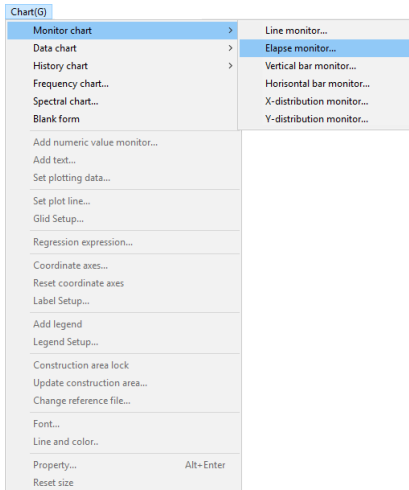 Chart(G)
Monitor chart >
Data chart >
History chart >
Frequency chart...
Spectral chart...
Blank form
Add numeric value monitor...
Add text...
Set plotting data...
Set plot line...
Glid Setup...
Regression expression...
Coordinate axes...
Reset coordinate axes
Label Setup...
Add legend
Legend Setup...
Construction area lock
Update construction area...
Change reference file...
Font...
Line and color..
Property... Alt+Enter
Reset size
Line monitor...
Elapse monitor...
Vertical bar monitor...
Horisontal bar monitor...
X-distribution monitor...
Y-distribution monitor...